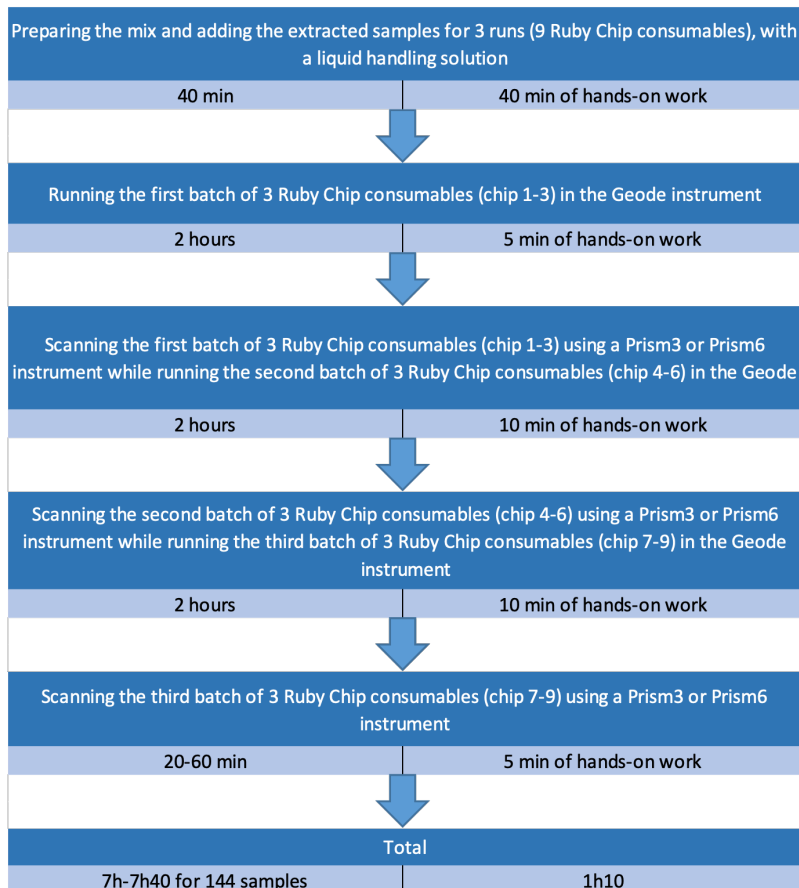 Preparing the mix and adding the extracted samples for 3 runs (9 Ruby Chip consumables), with
a liquid handling solution
40 min
40 min of hands-on work
Running the first batch of 3 Ruby Chip consumables (chip 1-3) in the Geode instrument
2 hours
5 min of hands-on work
Scanning the first batch of 3 Ruby Chip consumables (chip 1-3) using a Prism3 or Prism6
instrument while running the second batch of 3 Ruby Chip consumables (chip 4-6) in the Geode
2 hours
10 min of hands-on work
Scanning the second batch of 3 Ruby Chip consumables (chip 4-6) using a Prism3 or Prism6
instrument while running the third batch of 3 Ruby Chip consumables (chip 7-9) in the Geode
instrument
2 hours
10 min of hands-on work
Scanning the third batch of 3 Ruby Chip consumables (chip 7-9) using a Prism3 or Prism6
instrument
20-60 min
5 min of hands-on work
Total
7h-7h40 for 144 samples
1h10